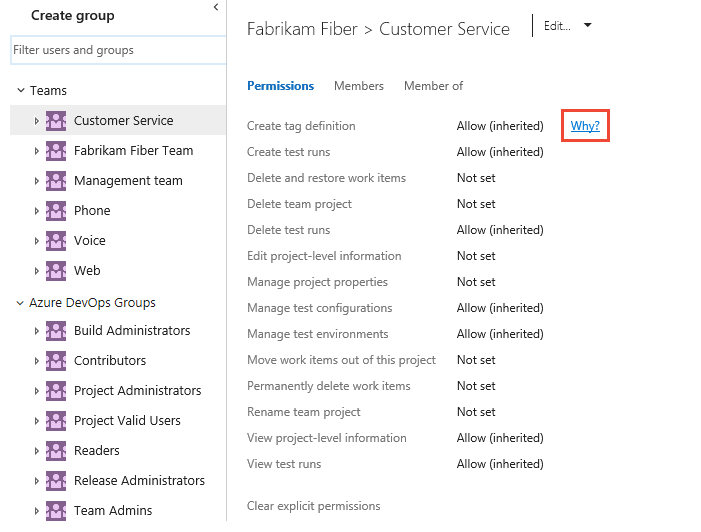 Create group
Filter users and groups
Teams
Customer Service
Fabrikam Fiber Team
Management team
Phone
Voice
Web
Azure DevOps Groups
Build Administrators
Contributors
Project Administrators
Project Valid Users
Readers
Release Administrators
Team Admins
Fabrikam Fiber > Customer Service Edit...
Permissions Members Member of
Create tag definition Allow (inherited) Why?
Create test runs Allow (inherited)
Delete and restore work items Not set
Delete team project Not set
Delete test runs Allow (inherited)
Edit project-level information Not set
Manage project properties Not set
Manage test configurations Allow (inherited)
Manage test environments Allow (inherited)
Move work items out of this project Not set
Permanently delete work items Not set
Rename team project Not set
View project-level information Allow (inherited)
View test runs Allow (inherited)
Clear explicit permissions